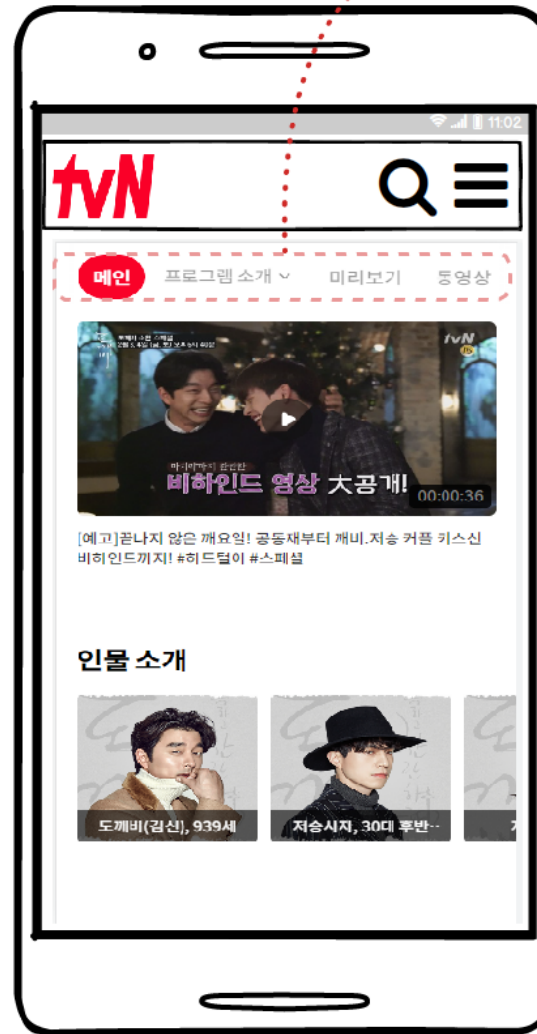 11:02
tvN
메인 프로그램 소개 미리보기 동영상
tvN
비하인드 영상 大공개!
00:00:36
[예고]끝나지 않은 깨요일! 공동재부터 깨비.저승 커플 키스신
비하인드까지! #히드털이 #스페셜
인물 소개
도깨비(김신), 939세
저승사자, 30대 후반··